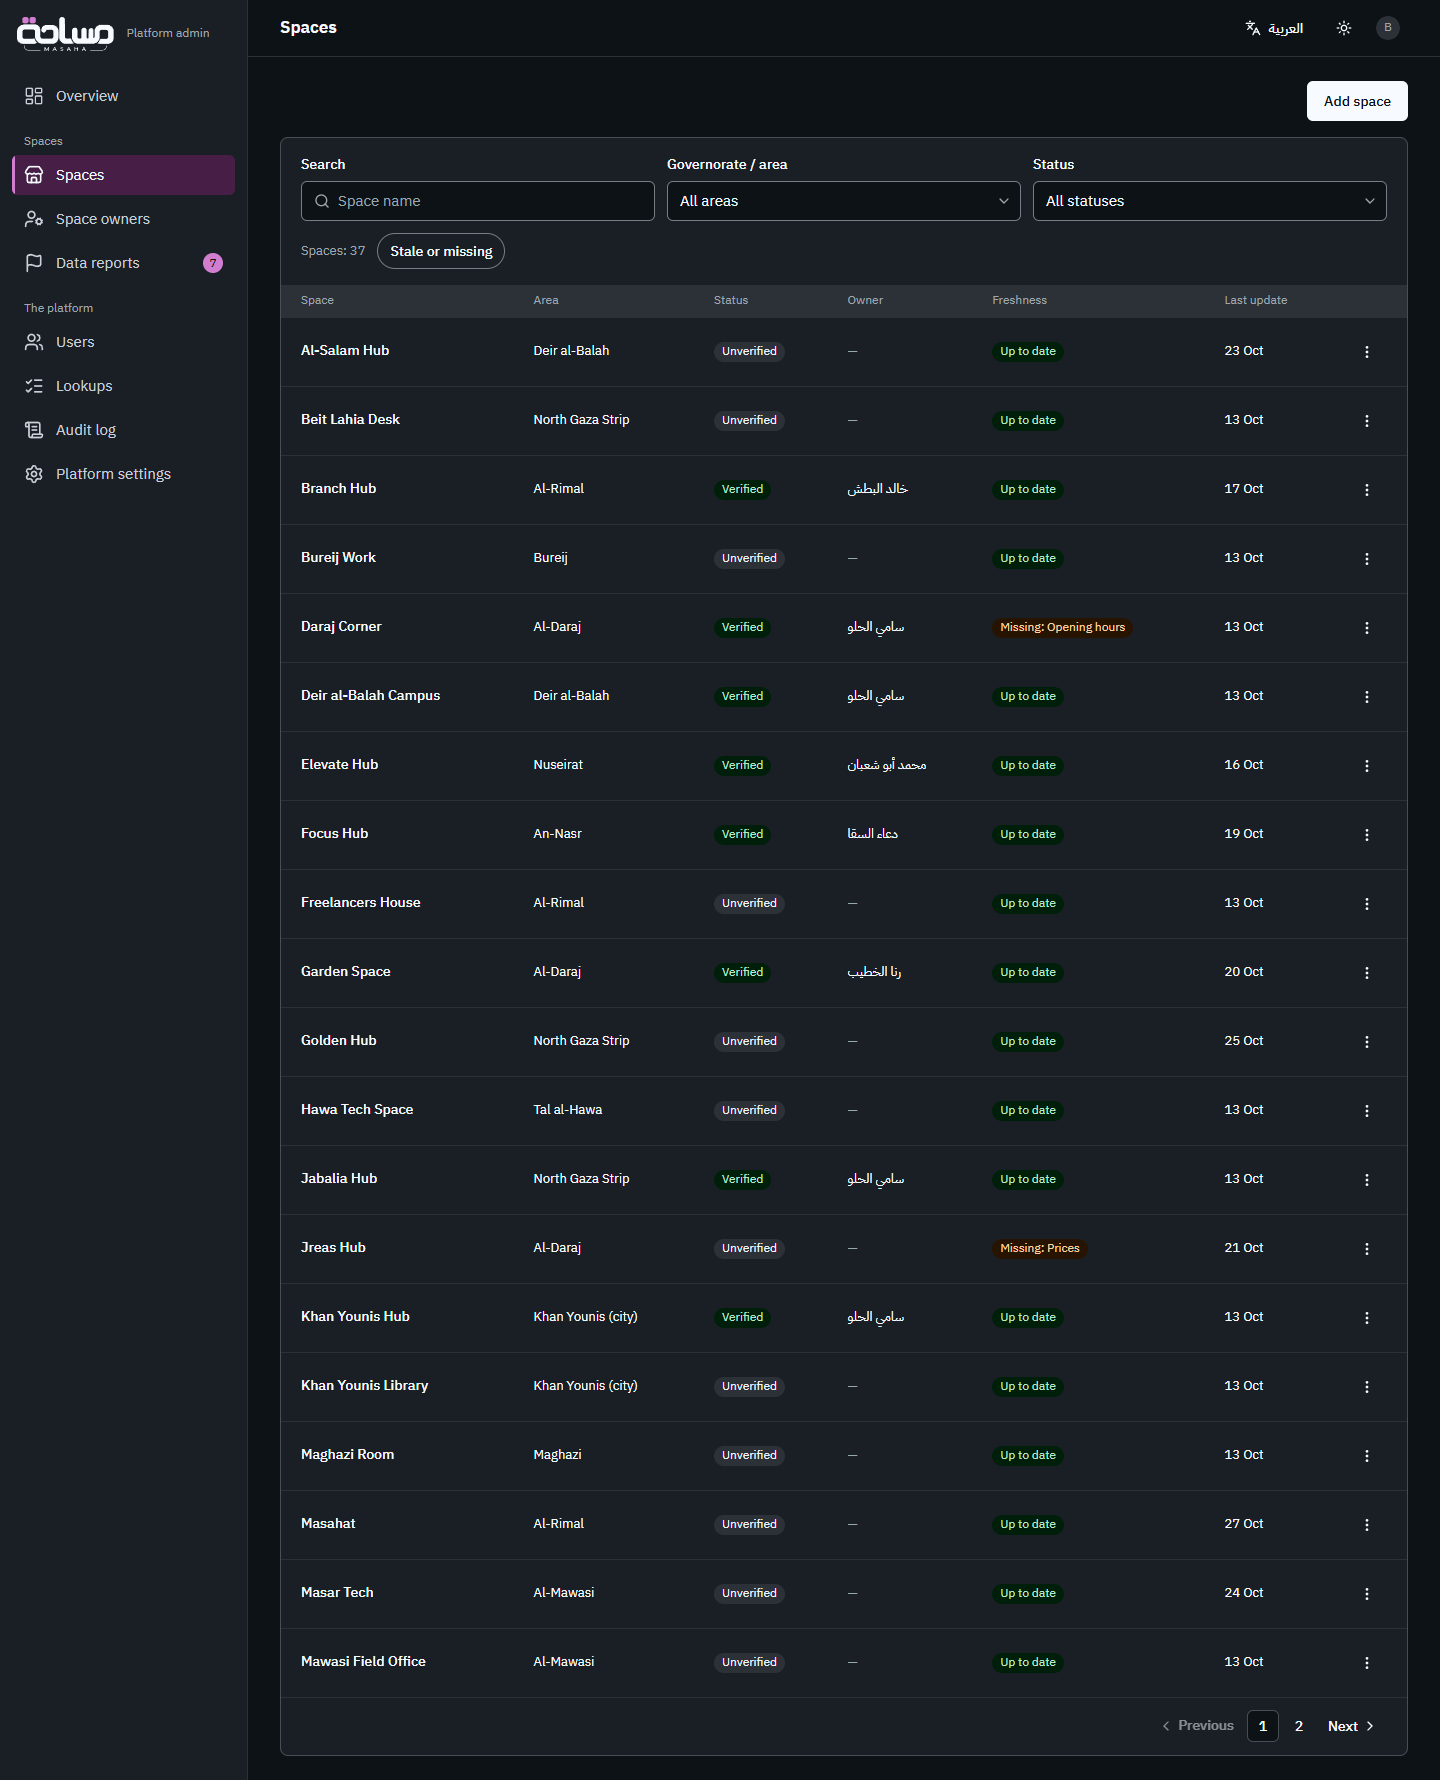 مساحة
MASAHA
Platform admin
Overview
Spaces
Spaces
Space owners
Data reports 7
The platform
Users
Lookups
Audit log
Platform settings
Spaces
العربية
B
Add space
Search Governorate / area Status
Space name All areas All statuses
Spaces: 37 Stale or missing
Space Area Status Owner Freshness Last update
Al-Salam Hub Deir al-Balah Unverified — Up to date 23 Oct
Beit Lahia Desk North Gaza Strip Unverified — Up to date 13 Oct
Branch Hub Al-Rimal Verified خالد البطش Up to date 17 Oct
Bureij Work Bureij Unverified — Up to date 13 Oct
Daraj Corner Al-Daraj Verified سامي الحلو Missing: Opening hours 13 Oct
Deir al-Balah Campus Deir al-Balah Verified سامي الحلو Up to date 13 Oct
Elevate Hub Nuseirat Verified محمد أبو شعبان Up to date 16 Oct
Focus Hub An-Nasr Verified دعاء السقا Up to date 19 Oct
Freelancers House Al-Rimal Unverified — Up to date 13 Oct
Garden Space Al-Daraj Verified رنا الخطيب Up to date 20 Oct
Golden Hub North Gaza Strip Unverified — Up to date 25 Oct
Hawa Tech Space Tal al-Hawa Unverified — Up to date 13 Oct
Jabalia Hub North Gaza Strip Verified سامي الحلو Up to date 13 Oct
Jreas Hub Al-Daraj Unverified — Missing: Prices 21 Oct
Khan Younis Hub Khan Younis (city) Verified سامي الحلو Up to date 13 Oct
Khan Younis Library Khan Younis (city) Unverified — Up to date 13 Oct
Maghazi Room Maghazi Unverified — Up to date 13 Oct
Masahat Al-Rimal Unverified — Up to date 27 Oct
Masar Tech Al-Mawasi Unverified — Up to date 24 Oct
Mawasi Field Office Al-Mawasi Unverified — Up to date 13 Oct
Previous 1 2 Next